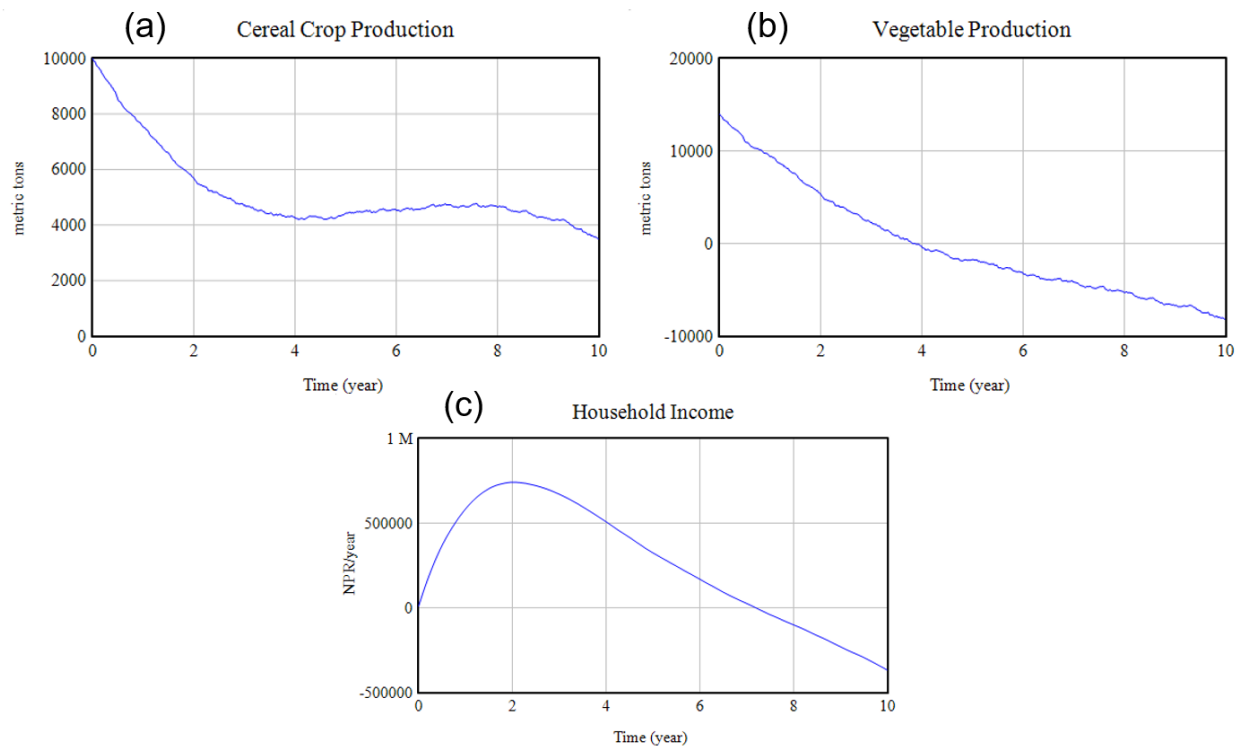 (a)
Cereal Crop Production
10000
8000
6000
4000
2000
0
metric tons
0 2 4 6 8 10
Time (year)
(b)
Vegetable Production
20000
10000
0
-10000
metric tons
0 2 4 6 8 10
Time (year)
(c)
Household Income
1 M
500000
0
-500000
NPR/year
0 2 4 6 8 10
Time (year)